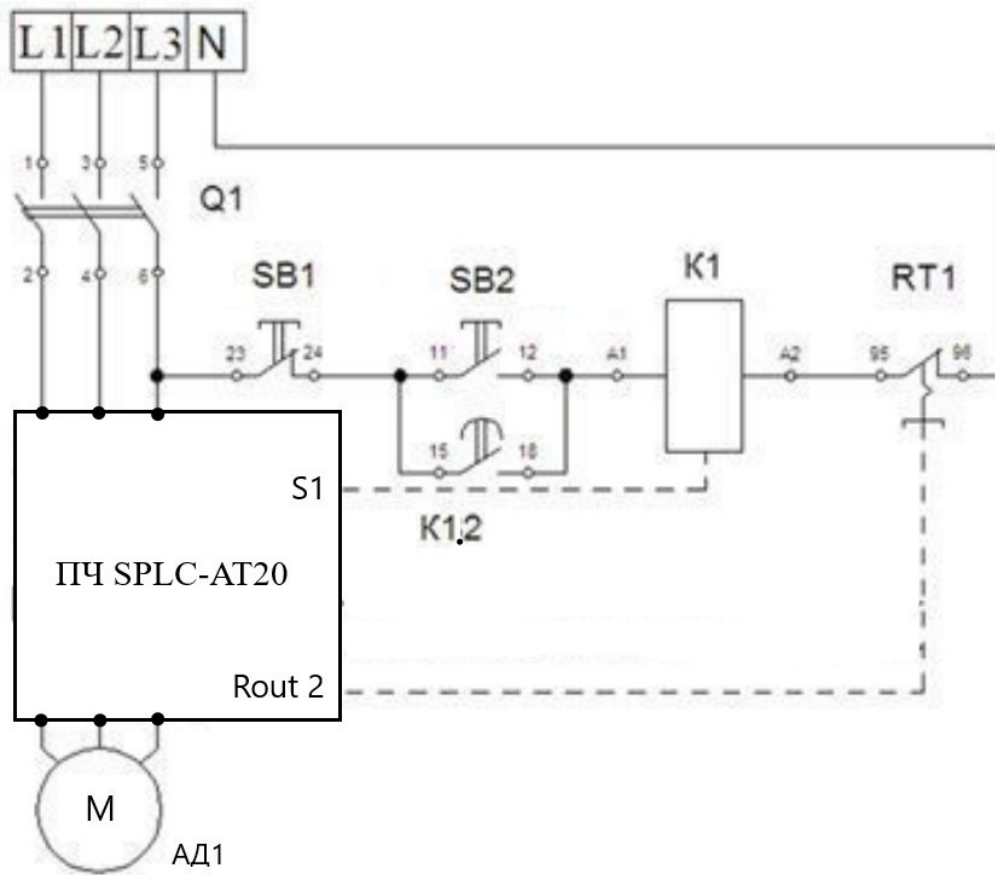 L1 L2 L3 N
1 3 5
Q1
2 4 6
SB1 SB2 K1 RT1
23 24 11 12 A1 A2 95 96
15 18
S1
K1.2
ПЧ SPLC-AT20
Rout 2
M
АД1